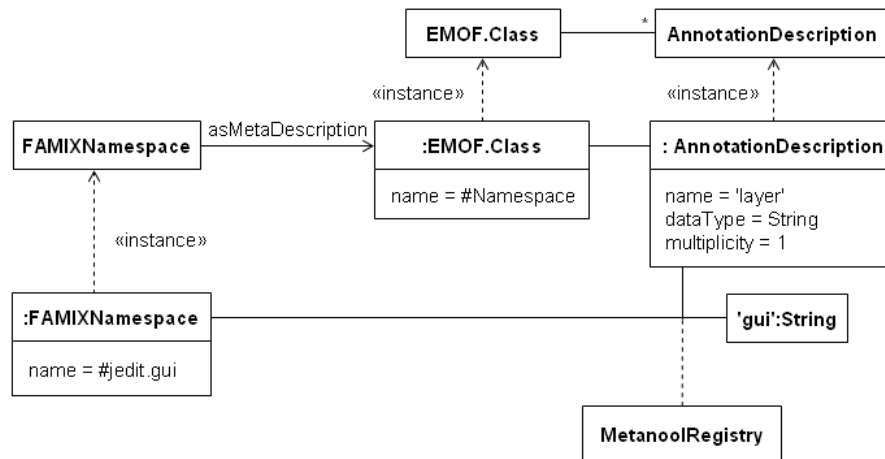 EMOF.Class
*
AnnotationDescription
«instance»
«instance»
asMetaDescription
FAMIXNamespace
:EMOF.Class
: AnnotationDescription
name = #Namespace
name = 'layer'
dataType = String
multiplicity = 1
«instance»
:FAMIXNamespace
'gui':String
name = #jedit.gui
MetanoolRegistry